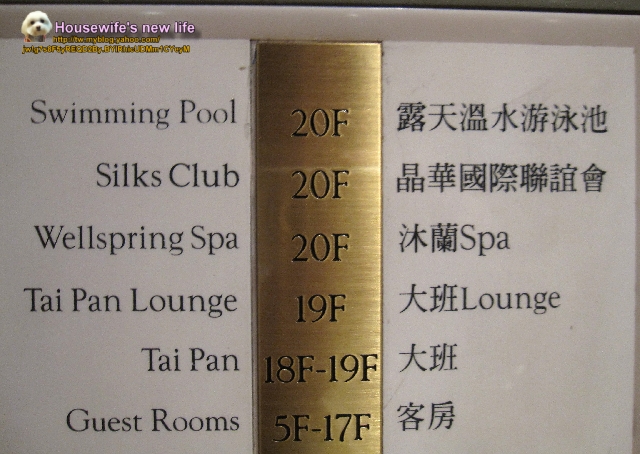 Housewife's new life
Swimming Pool 20F 露天溫水游泳池
Silks Club 20F 晶華國際聯誼會
Wellspring Spa 20F 沐蘭Spa
Tai Pan Lounge 19F 大班Lounge
Tai Pan 18F-19F 大班
Guest Rooms 5F-17F 客房